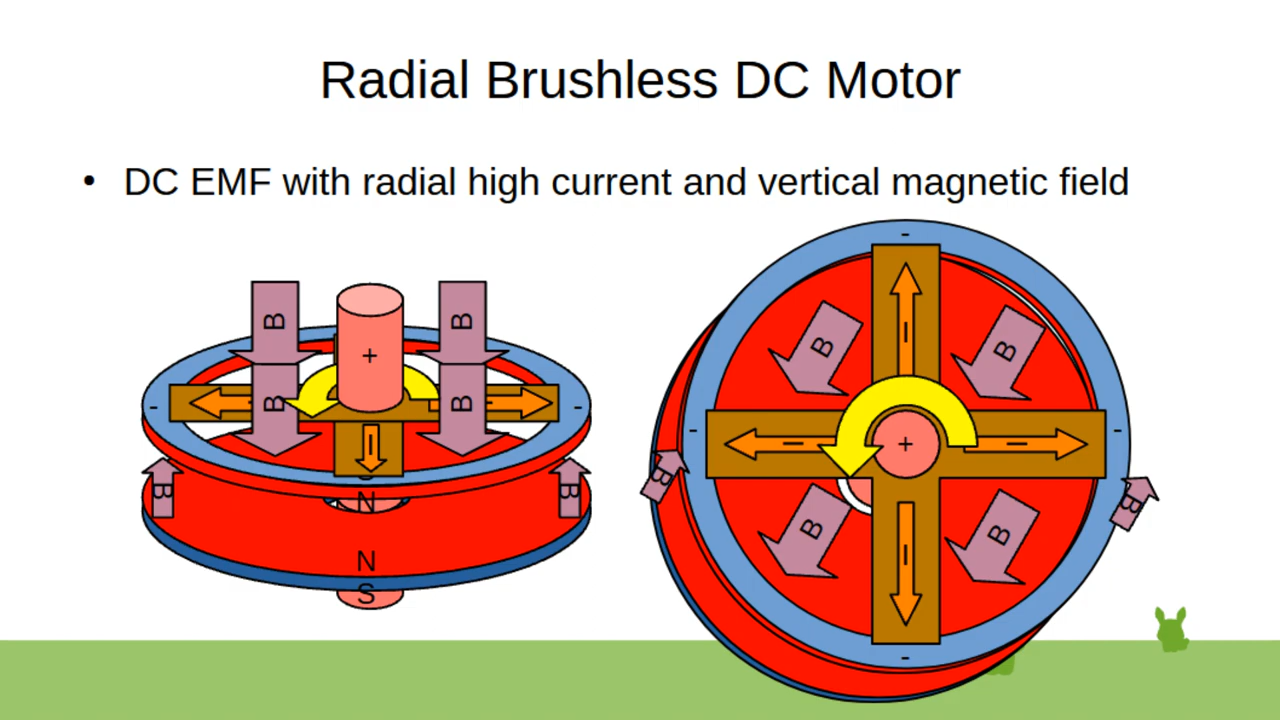 Radial Brushless DC Motor
• DC EMF with radial high current and vertical magnetic field
-
B
B
+
B
B
B
B
-
-
I
B
B
S
N
N
S
I
B
B
-
-
I
+
I
B
B
B
B
I
-